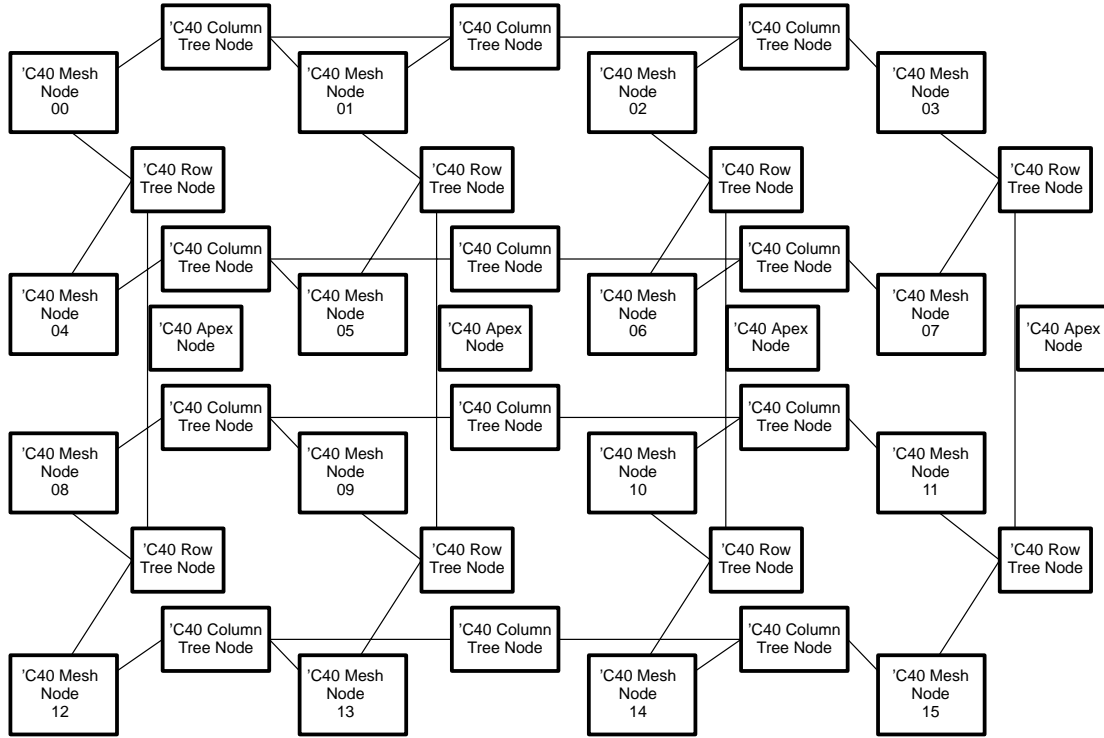 'C40 Column
Tree Node
'C40 Column
Tree Node
'C40 Column
Tree Node
'C40 Mesh
Node
00
'C40 Mesh
Node
01
'C40 Mesh
Node
02
'C40 Mesh
Node
03
'C40 Row
Tree Node
'C40 Row
Tree Node
'C40 Row
Tree Node
'C40 Row
Tree Node
'C40 Column
Tree Node
'C40 Column
Tree Node
'C40 Column
Tree Node
'C40 Mesh
Node
04
'C40 Mesh
Node
05
'C40 Mesh
Node
06
'C40 Mesh
Node
07
'C40 Apex
Node
'C40 Apex
Node
'C40 Apex
Node
'C40 Apex
Node
'C40 Column
Tree Node
'C40 Column
Tree Node
'C40 Column
Tree Node
'C40 Mesh
Node
08
'C40 Mesh
Node
09
'C40 Mesh
Node
10
'C40 Mesh
Node
11
'C40 Row
Tree Node
'C40 Row
Tree Node
'C40 Row
Tree Node
'C40 Row
Tree Node
'C40 Column
Tree Node
'C40 Column
Tree Node
'C40 Column
Tree Node
'C40 Mesh
Node
12
'C40 Mesh
Node
13
'C40 Mesh
Node
14
'C40 Mesh
Node
15